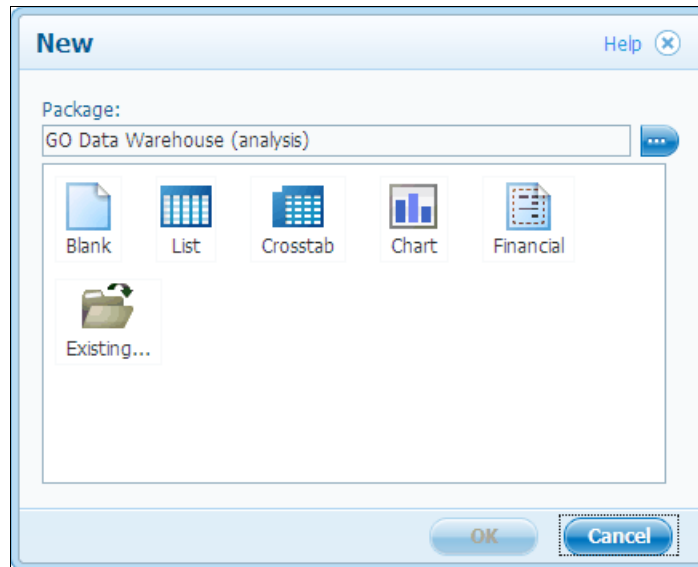 New Help
Package:
GO Data Warehouse (analysis)
Blank List Crosstab Chart Financial
Existing...
OK Cancel